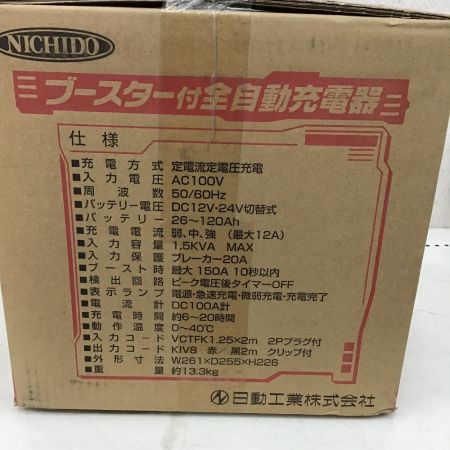 NICHIDO
ブースター付全自動充電器
仕様
■充電方式 定電流定電圧充電
■入力電圧 AC100V
■周波数 50/60Hz
■バッテリー電圧 DC12V・24V切替式
■バッテリー 26〜120Ah
■充電電流 弱、中、強 (最大12A)
■入力容量 1.5KVA MAX
■入力保護 ブレーカー20A
■ブースト時 最大 150A 10秒以内
■検出回路 ピーク電圧後タイマーOFF
■表示ランプ 電源・急速充電・微弱充電・充電完了
■電流計 DC100A計
■充電時間 約6〜20時間
■動作温度 0〜40℃
■入力コード VCTFK1.25×2m 2Pプラグ付
■出力コード KIV8 赤/黒2m クリップ付
■外形寸法 W261×D255×H226
■重量 約13.3kg
日動工業株式会社